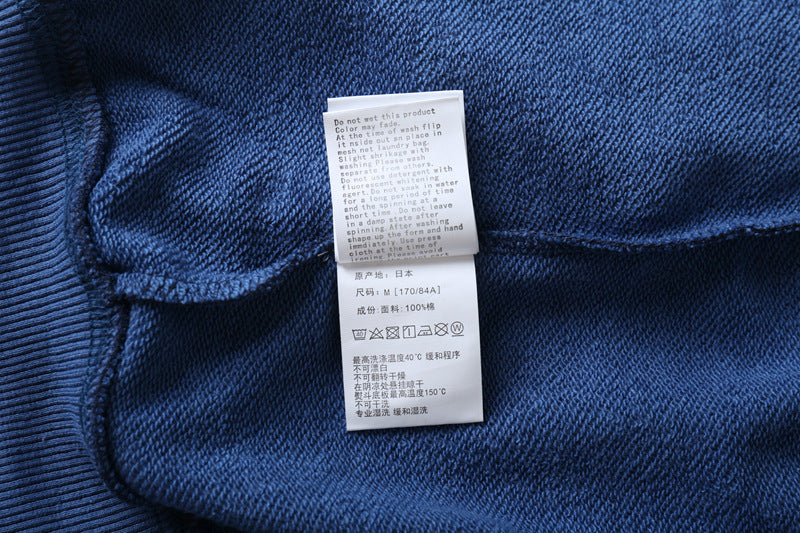 Do not wet this product
Color may fade.
At the time of wash flip
it nside out sn place in
mesh net laundry bag.
Slight shrikage with
washing.Please wash
separate from others.
Do not use detergent with
fluorescent whitening
egert.Do not soak in water
for a long period of time
and the spinning at a
short time. Do not leave
in a damp state after
spinning.After washing
shape up the form and hand
immediately. Use press
cloth at the time of
ironing.Please avoid
原产地: 日本
尺码: M [170/84A]
成份: 面料: 100%棉
40 W
最高洗涤温度40℃ 缓和程序
不可漂白
不可翻转干燥
在阴凉处悬挂晾干
熨斗底板最高温度150℃
不可干洗
专业湿洗 缓和湿洗